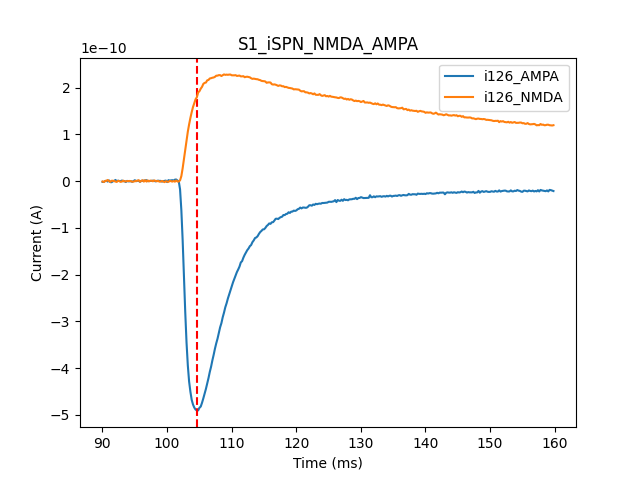 S1_iSPN_NMDA_AMPA
1e−10
i126_AMPA
i126_NMDA
2
1
0
−1
−2
−3
−4
−5
Current (A)
90 100 110 120 130 140 150 160
Time (ms)